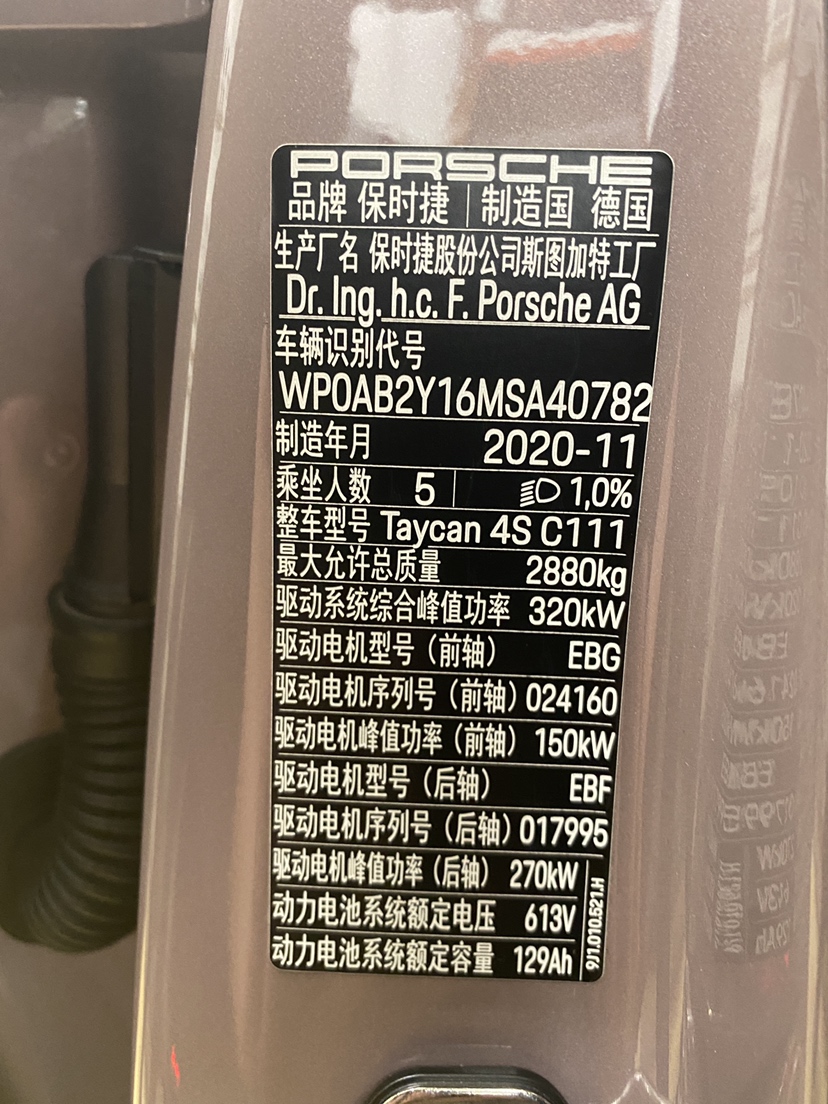 PORSCHE
品牌 保时捷 制造国 德国
生产厂名 保时捷股份公司斯图加特工厂
Dr. Ing. h.c. F. Porsche AG
车辆识别代号
WP0AB2Y16MSA40782
制造年月 2020-11
乘坐人数 5 1,0%
整车型号 Taycan 4S C111
最大允许总质量 2880kg
驱动系统综合峰值功率 320kW
驱动电机型号（前轴） EBG
驱动电机序列号（前轴） 024160
驱动电机峰值功率（前轴） 150kW
驱动电机型号（后轴） EBF
驱动电机序列号（后轴） 017995
驱动电机峰值功率（后轴） 270kW
动力电池系统额定电压 613V
动力电池系统额定容量 129Ah
9J1.010.521.H